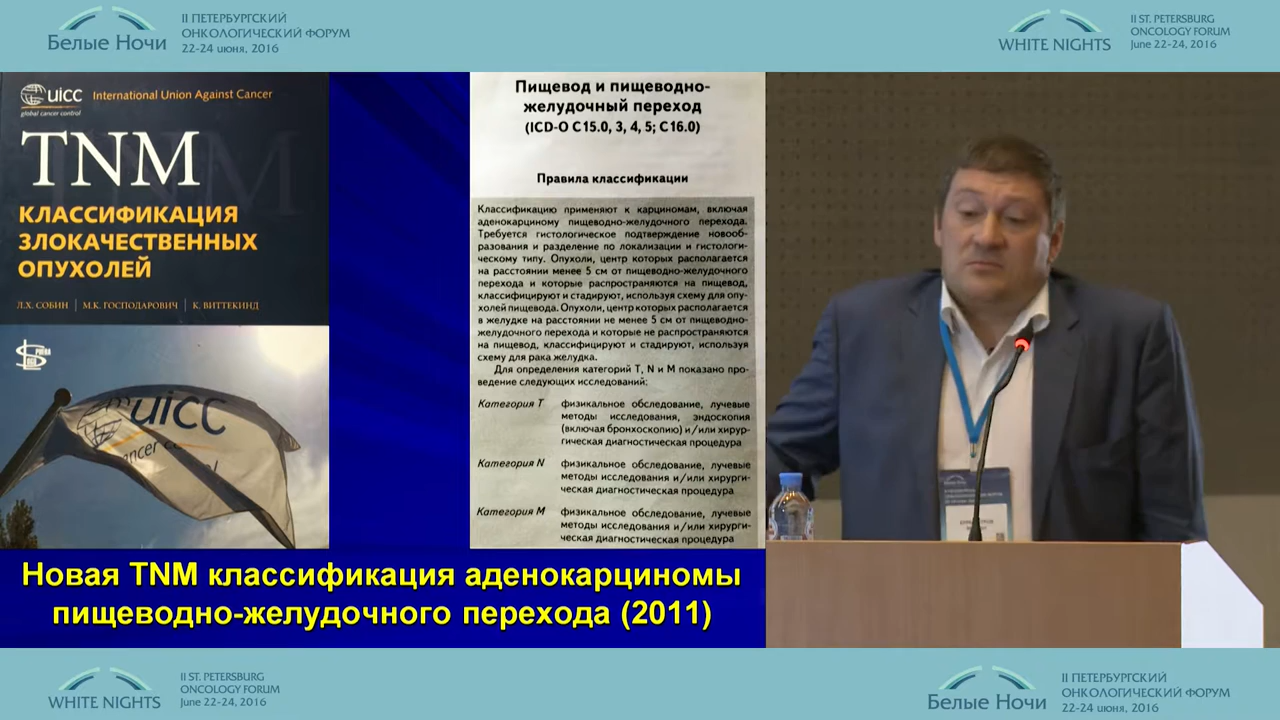 II ПЕТЕРБУРГСКИЙ
ОНКОЛОГИЧЕСКИЙ ФОРУМ
Белые Ночи
22-24 июня, 2016
II ST. PETERSBURG
ONCOLOGY FORUM
WHITE NIGHTS
June 22-24, 2016
uicc
global cancer control
International Union Against Cancer
TNM
КЛАССИФИКАЦИЯ
ЗЛОКАЧЕСТВЕННЫХ
ОПУХОЛЕЙ
Л.Х. СОБИН | М.К. ГОСПОДАРОВИЧ | К. ВИТТЕКИНД
uicc
Пищевод и пищеводно-
желудочный переход
(ICD-O C15.0, 3, 4, 5; C16.0)
Правила классификации
Классификацию применяют к карциномам, включая
аденокарциному пищеводно-желудочного перехода.
Требуется гистологическое подтверждение новооб-
разования и разделение по локализации и гистологи-
ческому типу. Опухоли, центр которых располагается
на расстоянии менее 5 см от пищеводно-желудочного
перехода и которые распространяются на пищевод,
классифицируют и стадируют, используя схему для опу-
холей пищевода. Опухоли, центр которых располагается
в желудке на расстоянии не менее 5 см от пищеводно-
желудочного перехода и которые не распространяются
на пищевод, классифицируют и стадируют, используя
схему для рака желудка.
Для определения категорий T, N и M показано про-
ведение следующих исследований:
Категория T физикальное обследование, лучевые
методы исследования, эндоскопия
(включая бронхоскопию) и/или хирур-
гическая диагностическая процедура
Категория N физикальное обследование, лучевые
методы исследования и/или хирурги-
ческая диагностическая процедура
Категория M физикальное обследование, лучевые
методы исследования и/или хирурги-
ческая диагностическая процедура
Новая TNM классификация аденокарциномы
пищеводно-желудочного перехода (2011)
II ST. PETERSBURG
ONCOLOGY FORUM
WHITE NIGHTS
June 22-24, 2016
II ПЕТЕРБУРГСКИЙ
ОНКОЛОГИЧЕСКИЙ ФОРУМ
Белые Ночи
22-24 июня, 2016